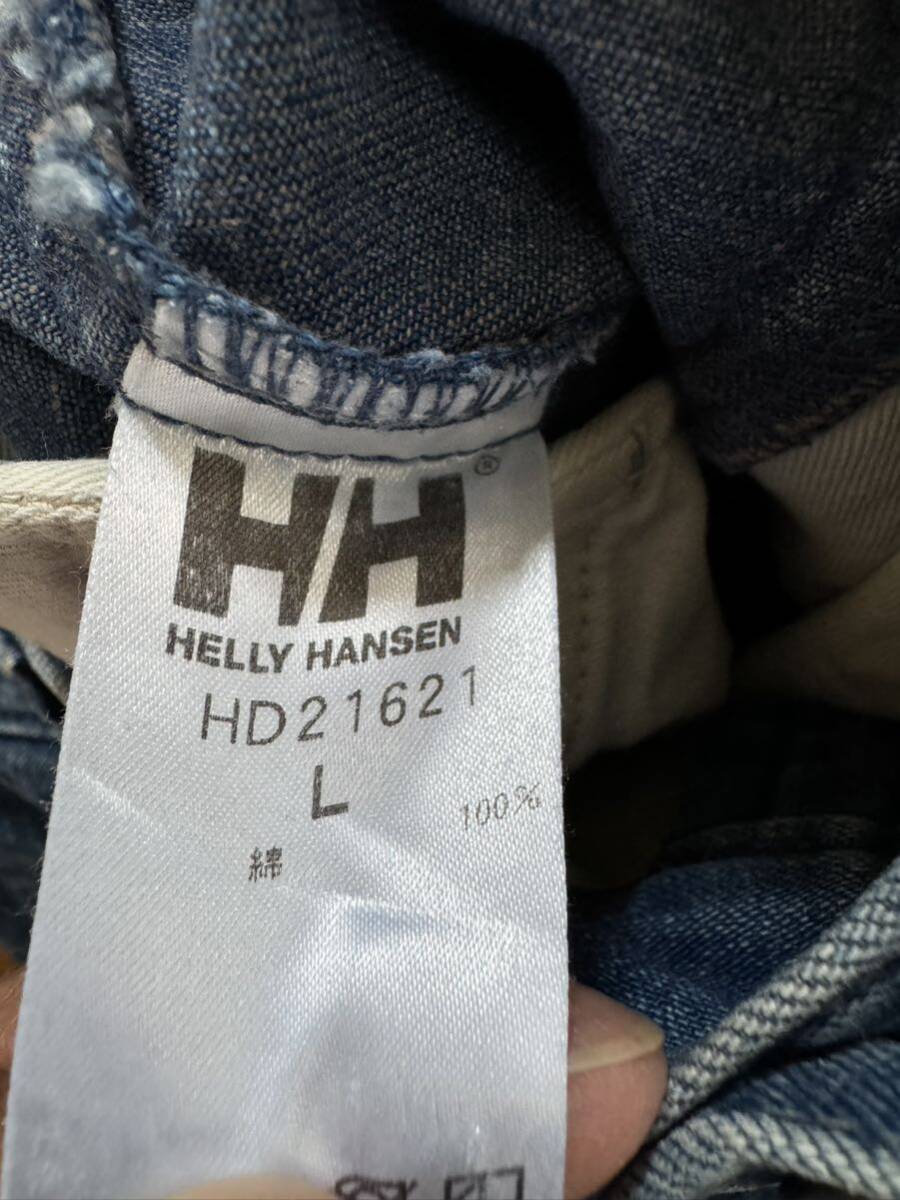 HH®
HELLY HANSEN
HD21621
L
綿 100%